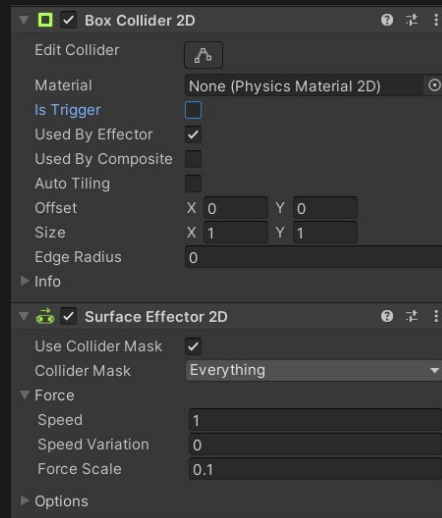 Box Collider 2D
Edit Collider
Material None (Physics Material 2D)
Is Trigger
Used By Effector
Used By Composite
Auto Tiling
Offset X 0 Y 0
Size X 1 Y 1
Edge Radius 0
Info
Surface Effector 2D
Use Collider Mask
Collider Mask Everything
Force
Speed 1
Speed Variation 0
Force Scale 0.1
Options